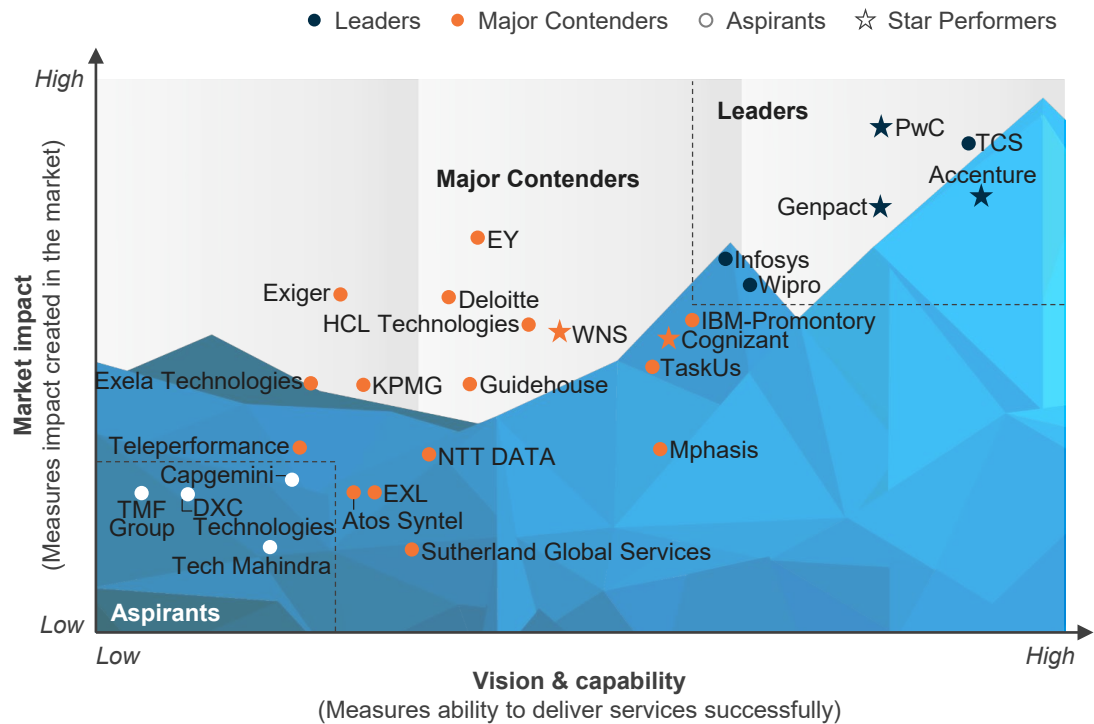 Leaders
Major Contenders
Aspirants
Star Performers
High
Leaders
PwC
TCS
Accenture
Major Contenders
Genpact
EY
Infosys
Wipro
Exiger
Deloitte
HCL Technologies
WNS
IBM-Promontory
Cognizant
TaskUs
Exela Technologies
KPMG
Guidehouse
Teleperformance
NTT DATA
Mphasis
Capgemini
TMF
Group
DXC
Technologies
EXL
Atos Syntel
Tech Mahindra
Sutherland Global Services
Aspirants
Market impact
(Measures impact created in the market)
Low
Low
High
Vision & capability
(Measures ability to deliver services successfully)